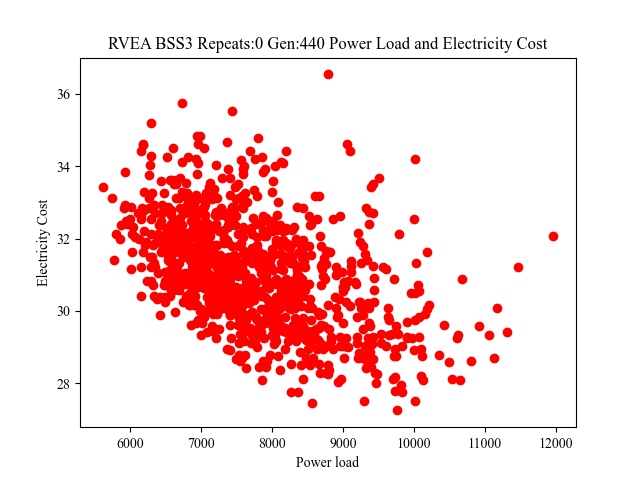 RVEA BSS3 Repeats:0 Gen:440 Power Load and Electricity Cost
36
34
32
30
28
Electricity Cost
6000 7000 8000 9000 10000 11000 12000
Power load